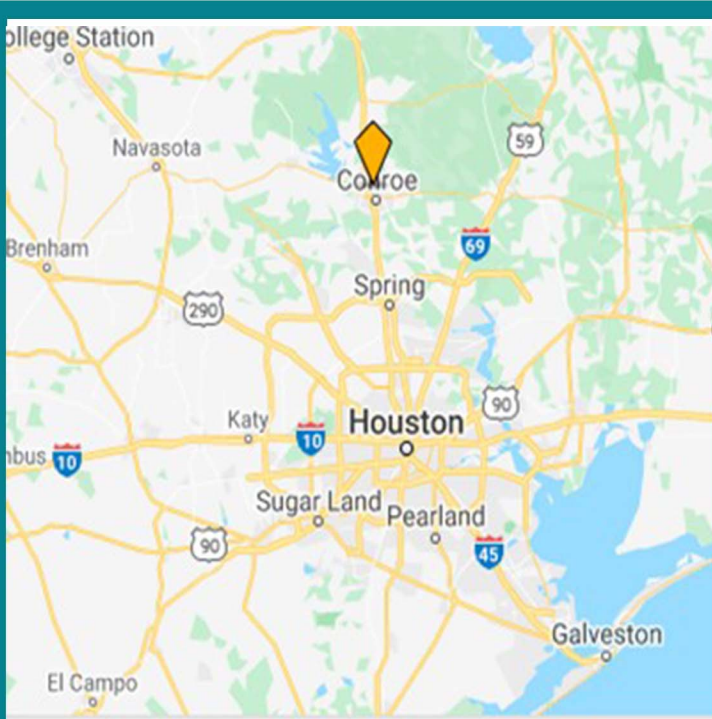 ollege Station
Navasota
59
Conroe
Brenham
69
Spring
290
90
Katy
Houston
10
nbus
10
Sugar Land
Pearland
90
45
Galveston
El Campo